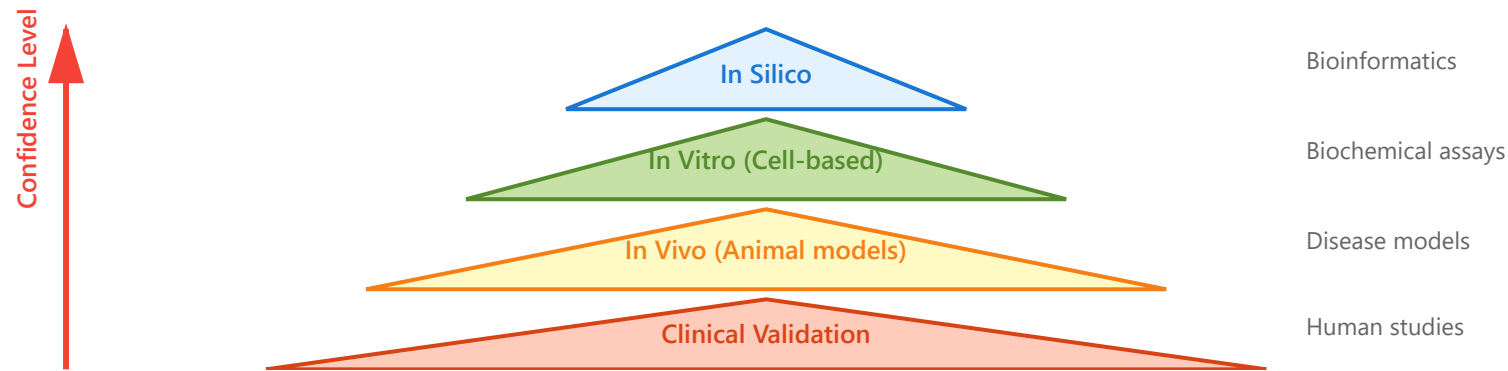 Confidence Level
In Silico
Bioinformatics
In Vitro (Cell-based)
Biochemical assays
In Vivo (Animal models)
Disease models
Clinical Validation
Human studies